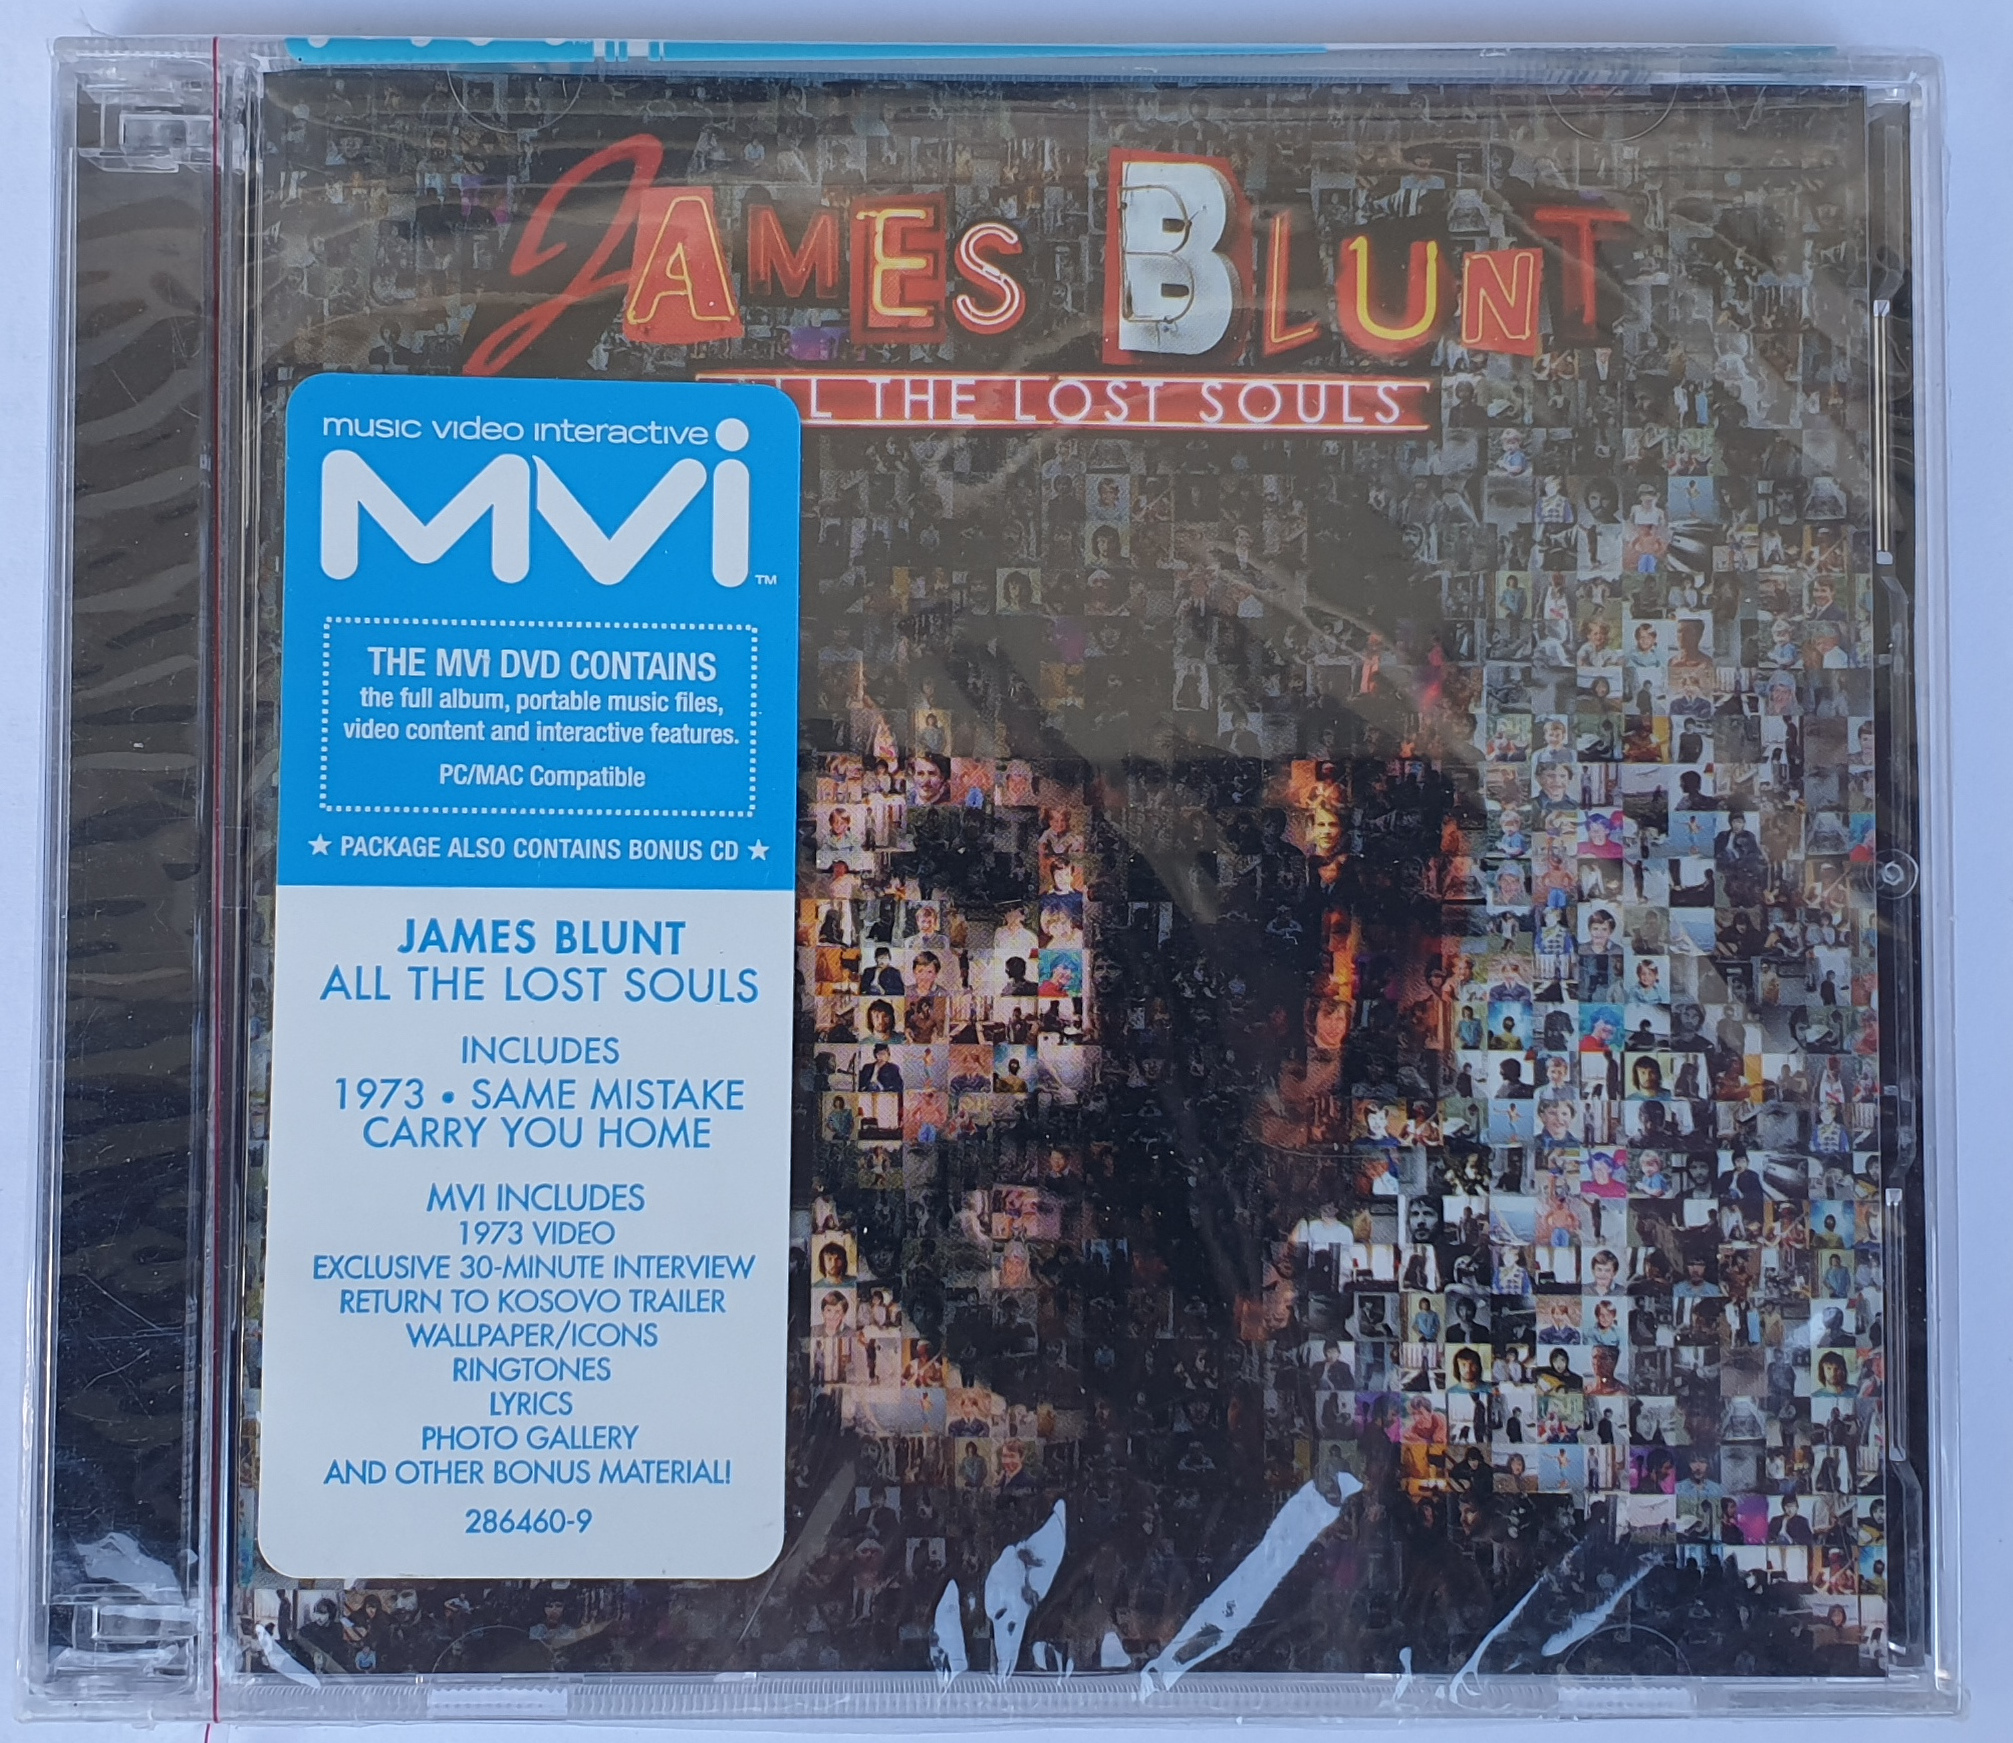 JAMES BLUNT
L THE LOST SOULS
music video interactive
MVi™
THE MVi DVD CONTAINS
the full album, portable music files,
video content and interactive features.
PC/MAC Compatible
★ PACKAGE ALSO CONTAINS BONUS CD ★
JAMES BLUNT
ALL THE LOST SOULS
INCLUDES
1973 • SAME MISTAKE
CARRY YOU HOME
MVI INCLUDES
1973 VIDEO
EXCLUSIVE 30-MINUTE INTERVIEW
RETURN TO KOSOVO TRAILER
WALLPAPER/ICONS
RINGTONES
LYRICS
PHOTO GALLERY
AND OTHER BONUS MATERIAL!
286460-9